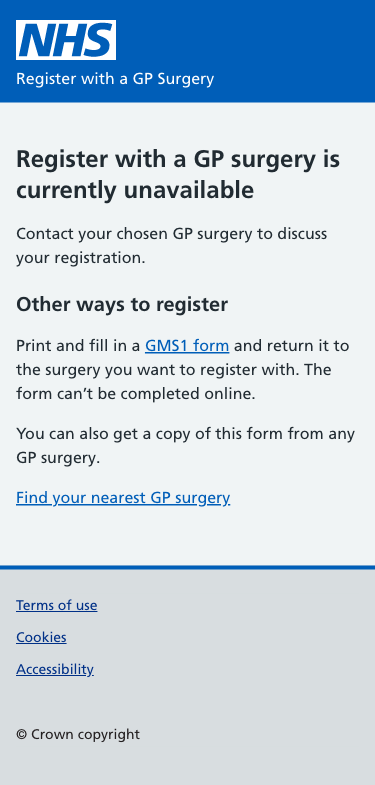 NHS
Register with a GP Surgery
Register with a GP surgery is
currently unavailable
Contact your chosen GP surgery to discuss
your registration.
Other ways to register
Print and fill in a GMS1 form and return it to
the surgery you want to register with. The
form can’t be completed online.
You can also get a copy of this form from any
GP surgery.
Find your nearest GP surgery
Terms of use
Cookies
Accessibility
© Crown copyright